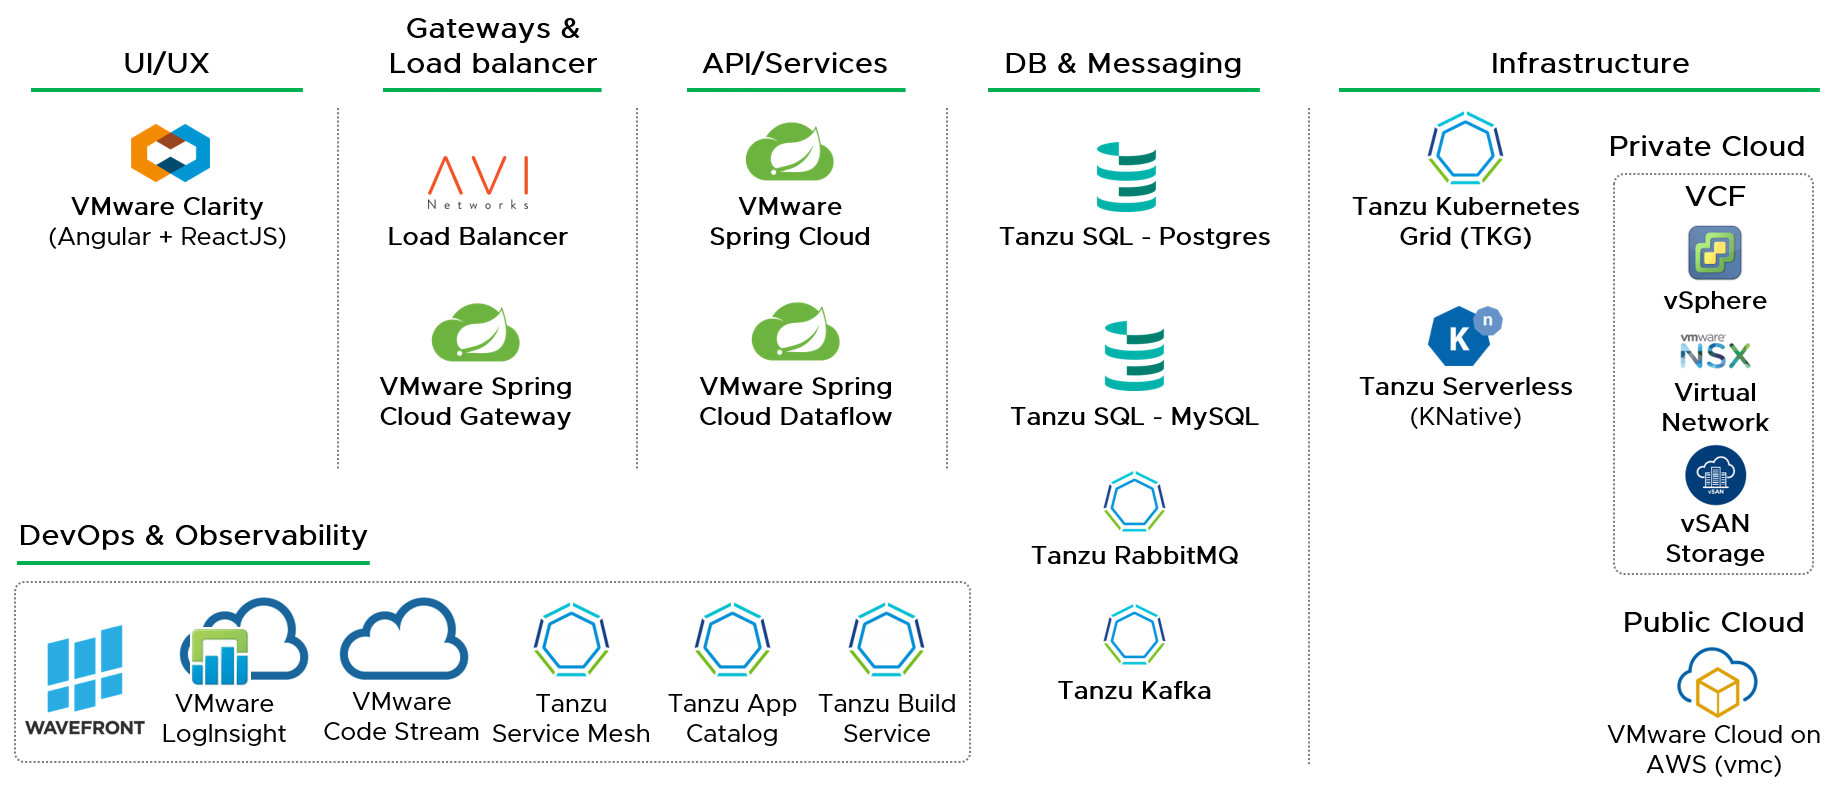 UI/UX
VMware Clarity
(Angular + ReactJS)
Gateways &
Load balancer
AVI
Networks
Load Balancer
VMware Spring
Cloud Gateway
API/Services
VMware
Spring Cloud
VMware Spring
Cloud Dataflow
DB & Messaging
Tanzu SQL - Postgres
Tanzu SQL - MySQL
Tanzu RabbitMQ
Tanzu Kafka
Infrastructure
Tanzu Kubernetes
Grid (TKG)
K
n
Tanzu Serverless
(KNative)
Private Cloud
VCF
vSphere
vmware
NSX
Virtual
Network
vSAN
vSAN
Storage
Public Cloud
VMware Cloud on
AWS (vmc)
DevOps & Observability
WAVEFRONT
VMware
LogInsight
VMware
Code Stream
Tanzu
Service Mesh
Tanzu App
Catalog
Tanzu Build
Service